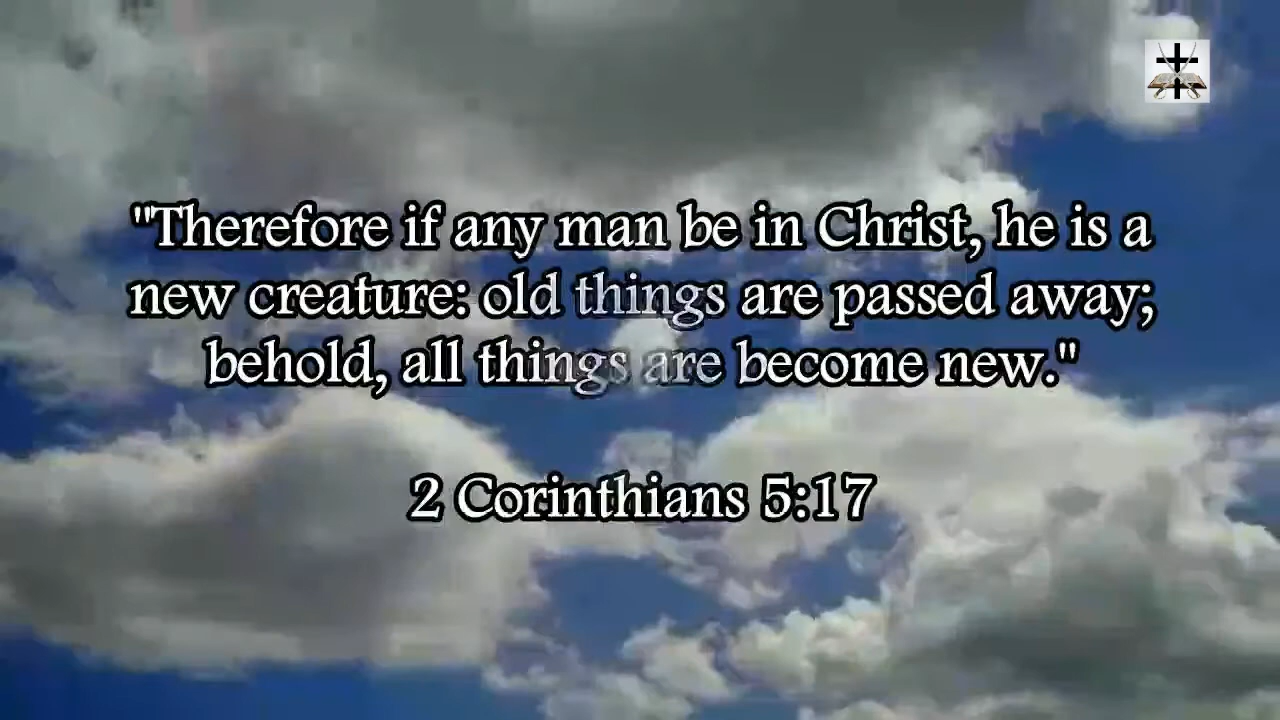 "Therefore if any man be in Christ, he is a
new creature: old things are passed away;
behold, all things are become new."
2 Corinthians 5:17